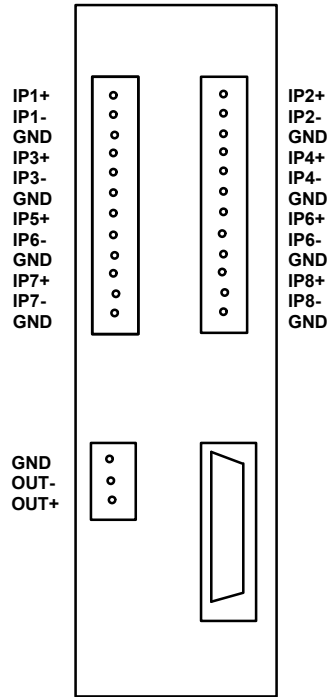 IP1+
IP1-
GND
IP3+
IP3-
GND
IP5+
IP6-
GND
IP7+
IP7-
GND
IP2+
IP2-
GND
IP4+
IP4-
GND
IP6+
IP6-
GND
IP8+
IP8-
GND
GND
OUT-
OUT+